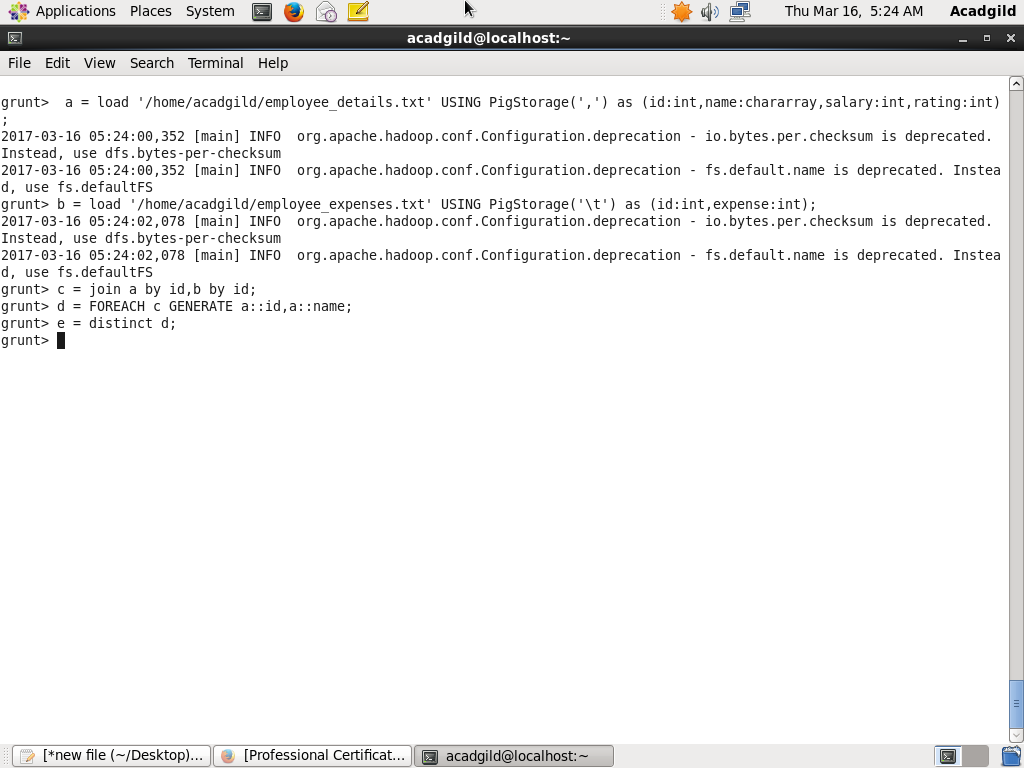 Applications Places System Thu Mar 16, 5:24 AM Acadgild
acadgild@localhost:~
File Edit View Search Terminal Help
grunt>  a = load '/home/acadgild/employee_details.txt' USING PigStorage(',') as (id:int,name:chararray,salary:int,rating:int)
;
2017-03-16 05:24:00,352 [main] INFO  org.apache.hadoop.conf.Configuration.deprecation - io.bytes.per.checksum is deprecated.
Instead, use dfs.bytes-per-checksum
2017-03-16 05:24:00,352 [main] INFO  org.apache.hadoop.conf.Configuration.deprecation - fs.default.name is deprecated. Instea
d, use fs.defaultFS
grunt> b = load '/home/acadgild/employee_expenses.txt' USING PigStorage('\t') as (id:int,expense:int);
2017-03-16 05:24:02,078 [main] INFO  org.apache.hadoop.conf.Configuration.deprecation - io.bytes.per.checksum is deprecated.
Instead, use dfs.bytes-per-checksum
2017-03-16 05:24:02,078 [main] INFO  org.apache.hadoop.conf.Configuration.deprecation - fs.default.name is deprecated. Instea
d, use fs.defaultFS
grunt> c = join a by id,b by id;
grunt> d = FOREACH c GENERATE a::id,a::name;
grunt> e = distinct d;
grunt>
[*new file (~/Desktop)... [Professional Certificat... acadgild@localhost:~